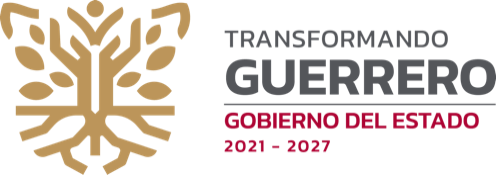 TRANSFORMANDO
GUERRERO
GOBIERNO DEL ESTADO
2021 - 2027